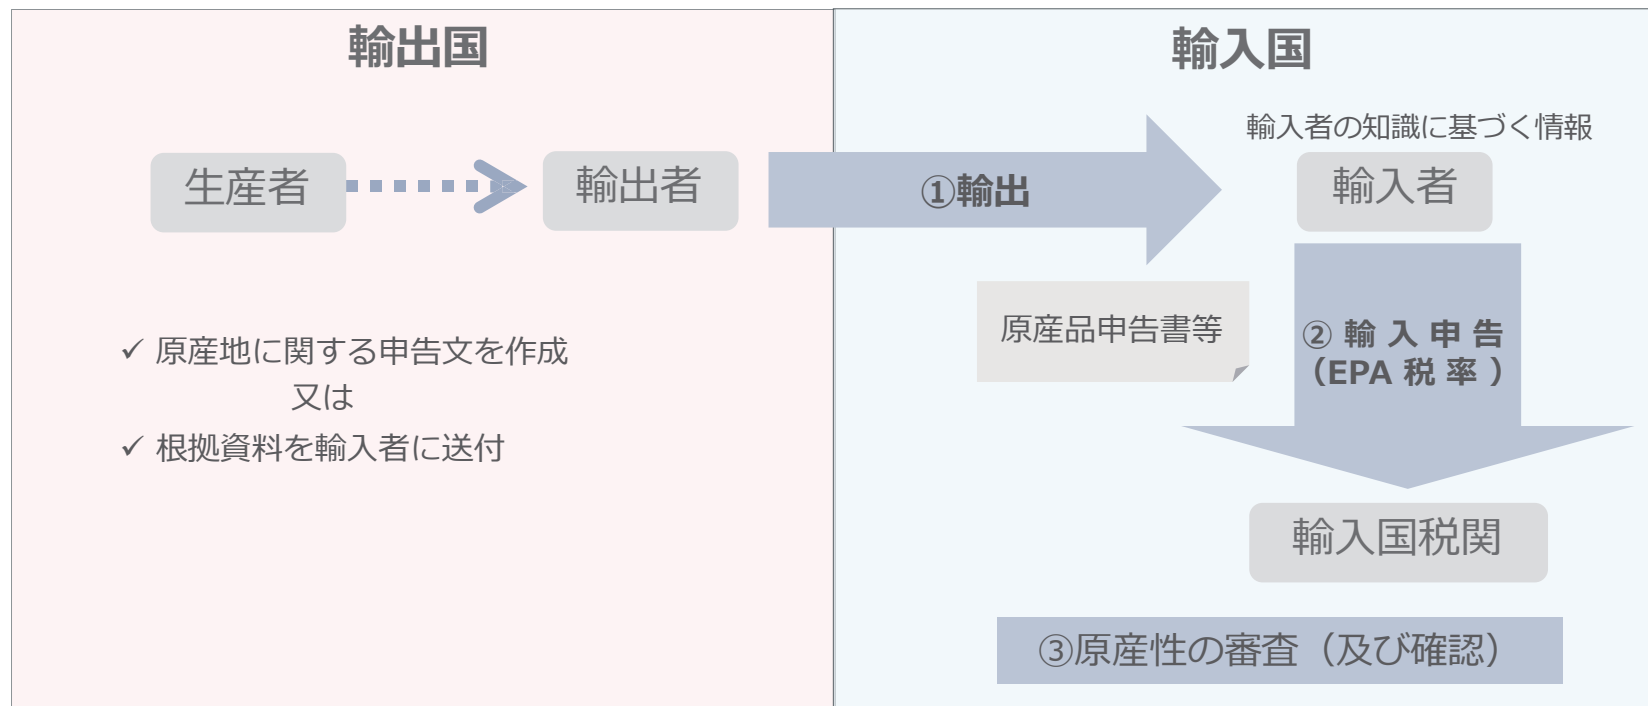 輸出国
生産者
輸出者
✓ 原産地に関する申告文を作成
又は
✓ 根拠資料を輸入者に送付
輸入国
①輸出
輸入者の知識に基づく情報
輸入者
原産品申告書等
②輸入申告
(EPA税率)
輸入国税関
③原産性の審査（及び確認）